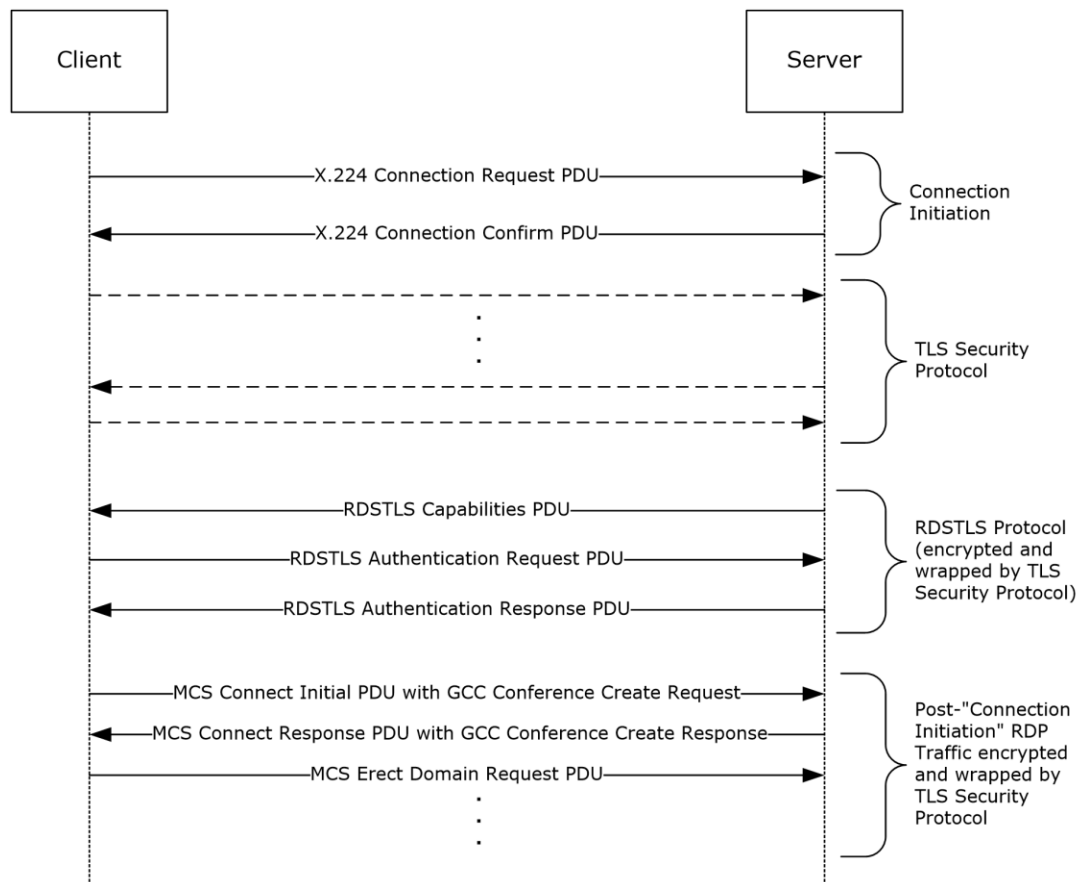 Client
Server
X.224 Connection Request PDU
X.224 Connection Confirm PDU
Connection
Initiation
TLS Security
Protocol
RDSTLS Capabilities PDU
RDSTLS Authentication Request PDU
RDSTLS Authentication Response PDU
RDSTLS Protocol
(encrypted and
wrapped by TLS
Security Protocol)
MCS Connect Initial PDU with GCC Conference Create Request
MCS Connect Response PDU with GCC Conference Create Response
MCS Erect Domain Request PDU
Post-"Connection
Initiation" RDP
Traffic encrypted
and wrapped by
TLS Security
Protocol